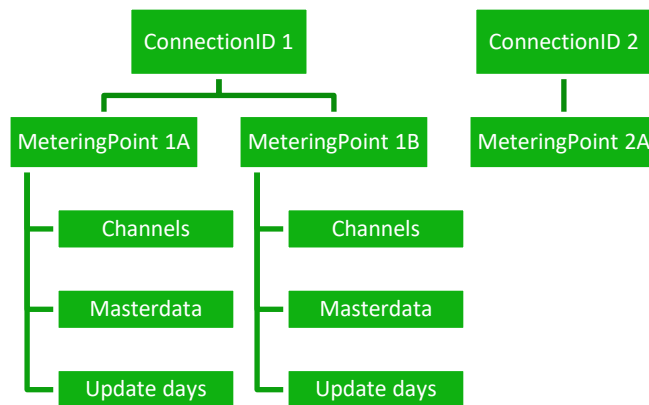 ConnectionID 1
ConnectionID 2
MeteringPoint 1A
MeteringPoint 1B
MeteringPoint 2A
Channels
Channels
Masterdata
Masterdata
Update days
Update days